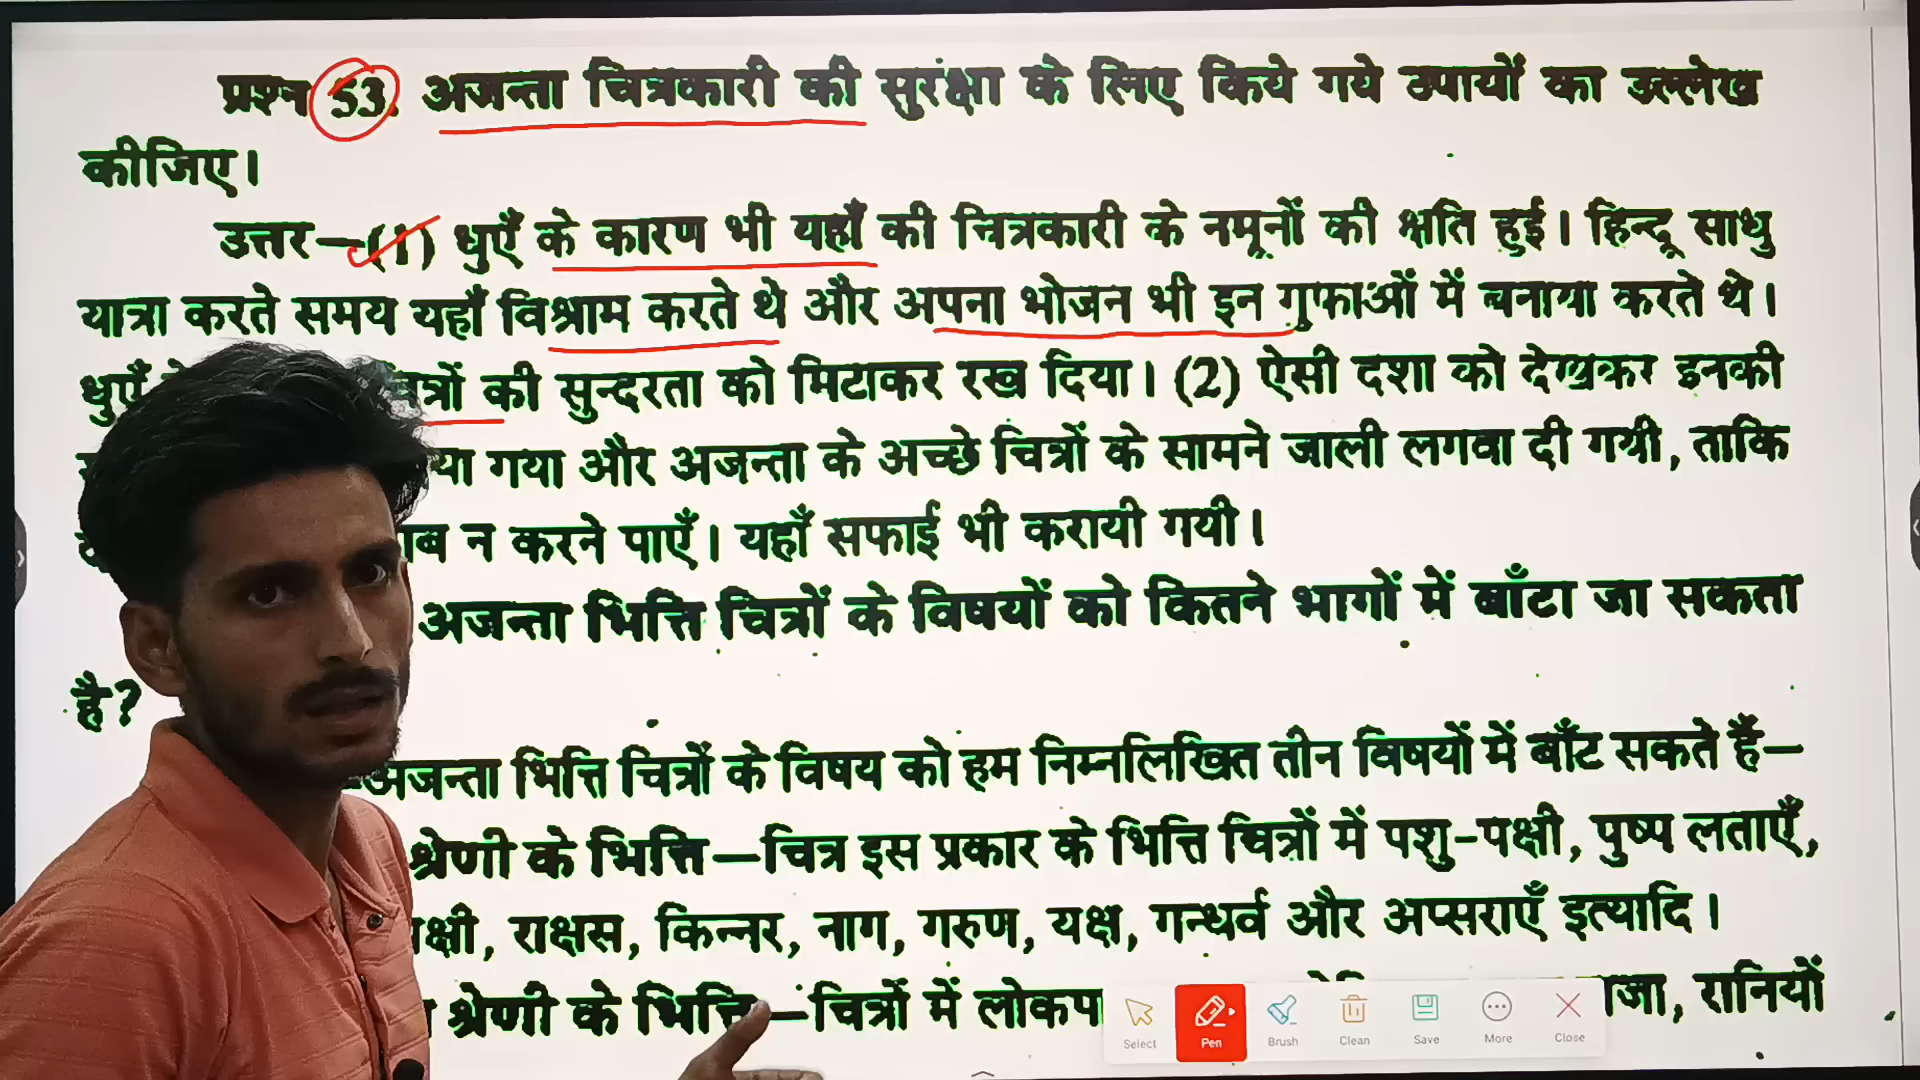 प्रश्न 53. अजन्ता चित्रकारी की सुरक्षा के लिए किये गये उपायों का उल्लेख
कीजिए।
उत्तर—(1) धुएँ के कारण भी यहाँ की चित्रकारी के नमूनों की क्षति हुई। हिन्दू साधु
यात्रा करते समय यहाँ विश्राम करते थे और अपना भोजन भी इन गुफाओं में बनाया करते थे।
धुएँ की सुन्दरता को मिटाकर रख दिया। (2) ऐसी दशा को देखकर इनकी
गया और अजन्ता के अच्छे चित्रों के सामने जाली लगवा दी गयी, ताकि
न करने पाएँ। यहाँ सफाई भी करायी गयी।
अजन्ता भित्ति चित्रों के विषयों को कितने भागों में बाँटा जा सकता
है?
अजन्ता भित्ति चित्रों के विषय को हम निम्नलिखित तीन विषयों में बाँट सकते हैं—
श्रेणी के भित्ति—चित्र इस प्रकार के भित्ति चित्रों में पशु-पक्षी, पुष्प लताएँ,
राक्षस, किन्नर, नाग, गरुण, यक्ष, गन्धर्व और अप्सराएँ इत्यादि।
श्रेणी के भित्ति—चित्रों में रानियों
Select Pen Brush Clean Save More Close